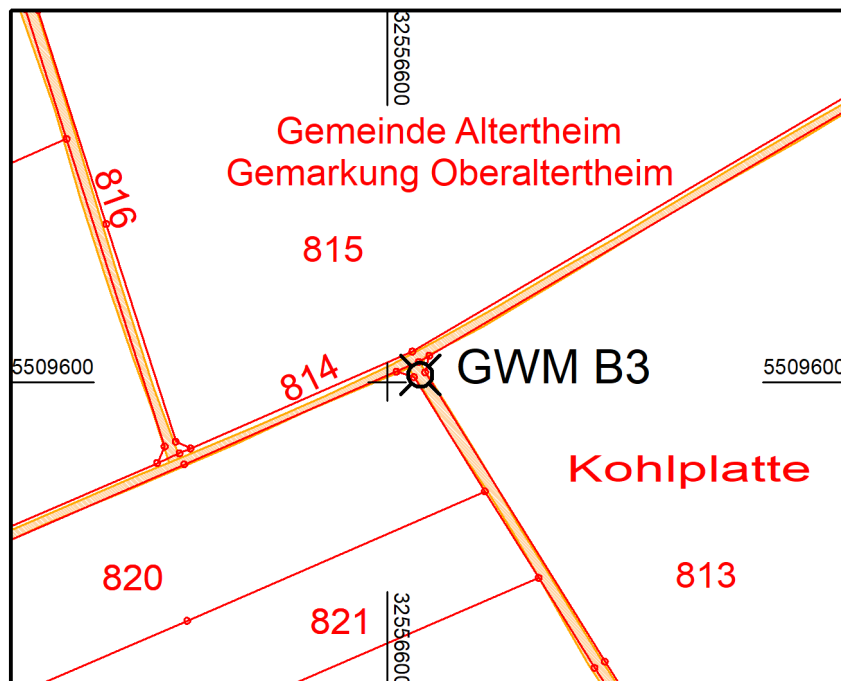 32556600
Gemeinde Altertheim
Gemarkung Oberaltertheim
816
815
5509600
814
GWM B3
5509600
Kohlplatte
820
813
821
32556600